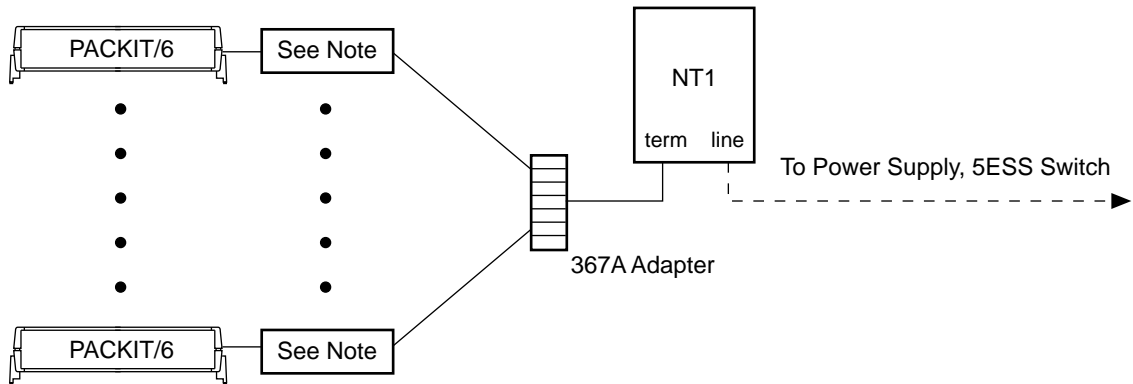 PACKIT/6
See Note
NT1
term line
To Power Supply, 5ESS Switch
367A Adapter
PACKIT/6
See Note